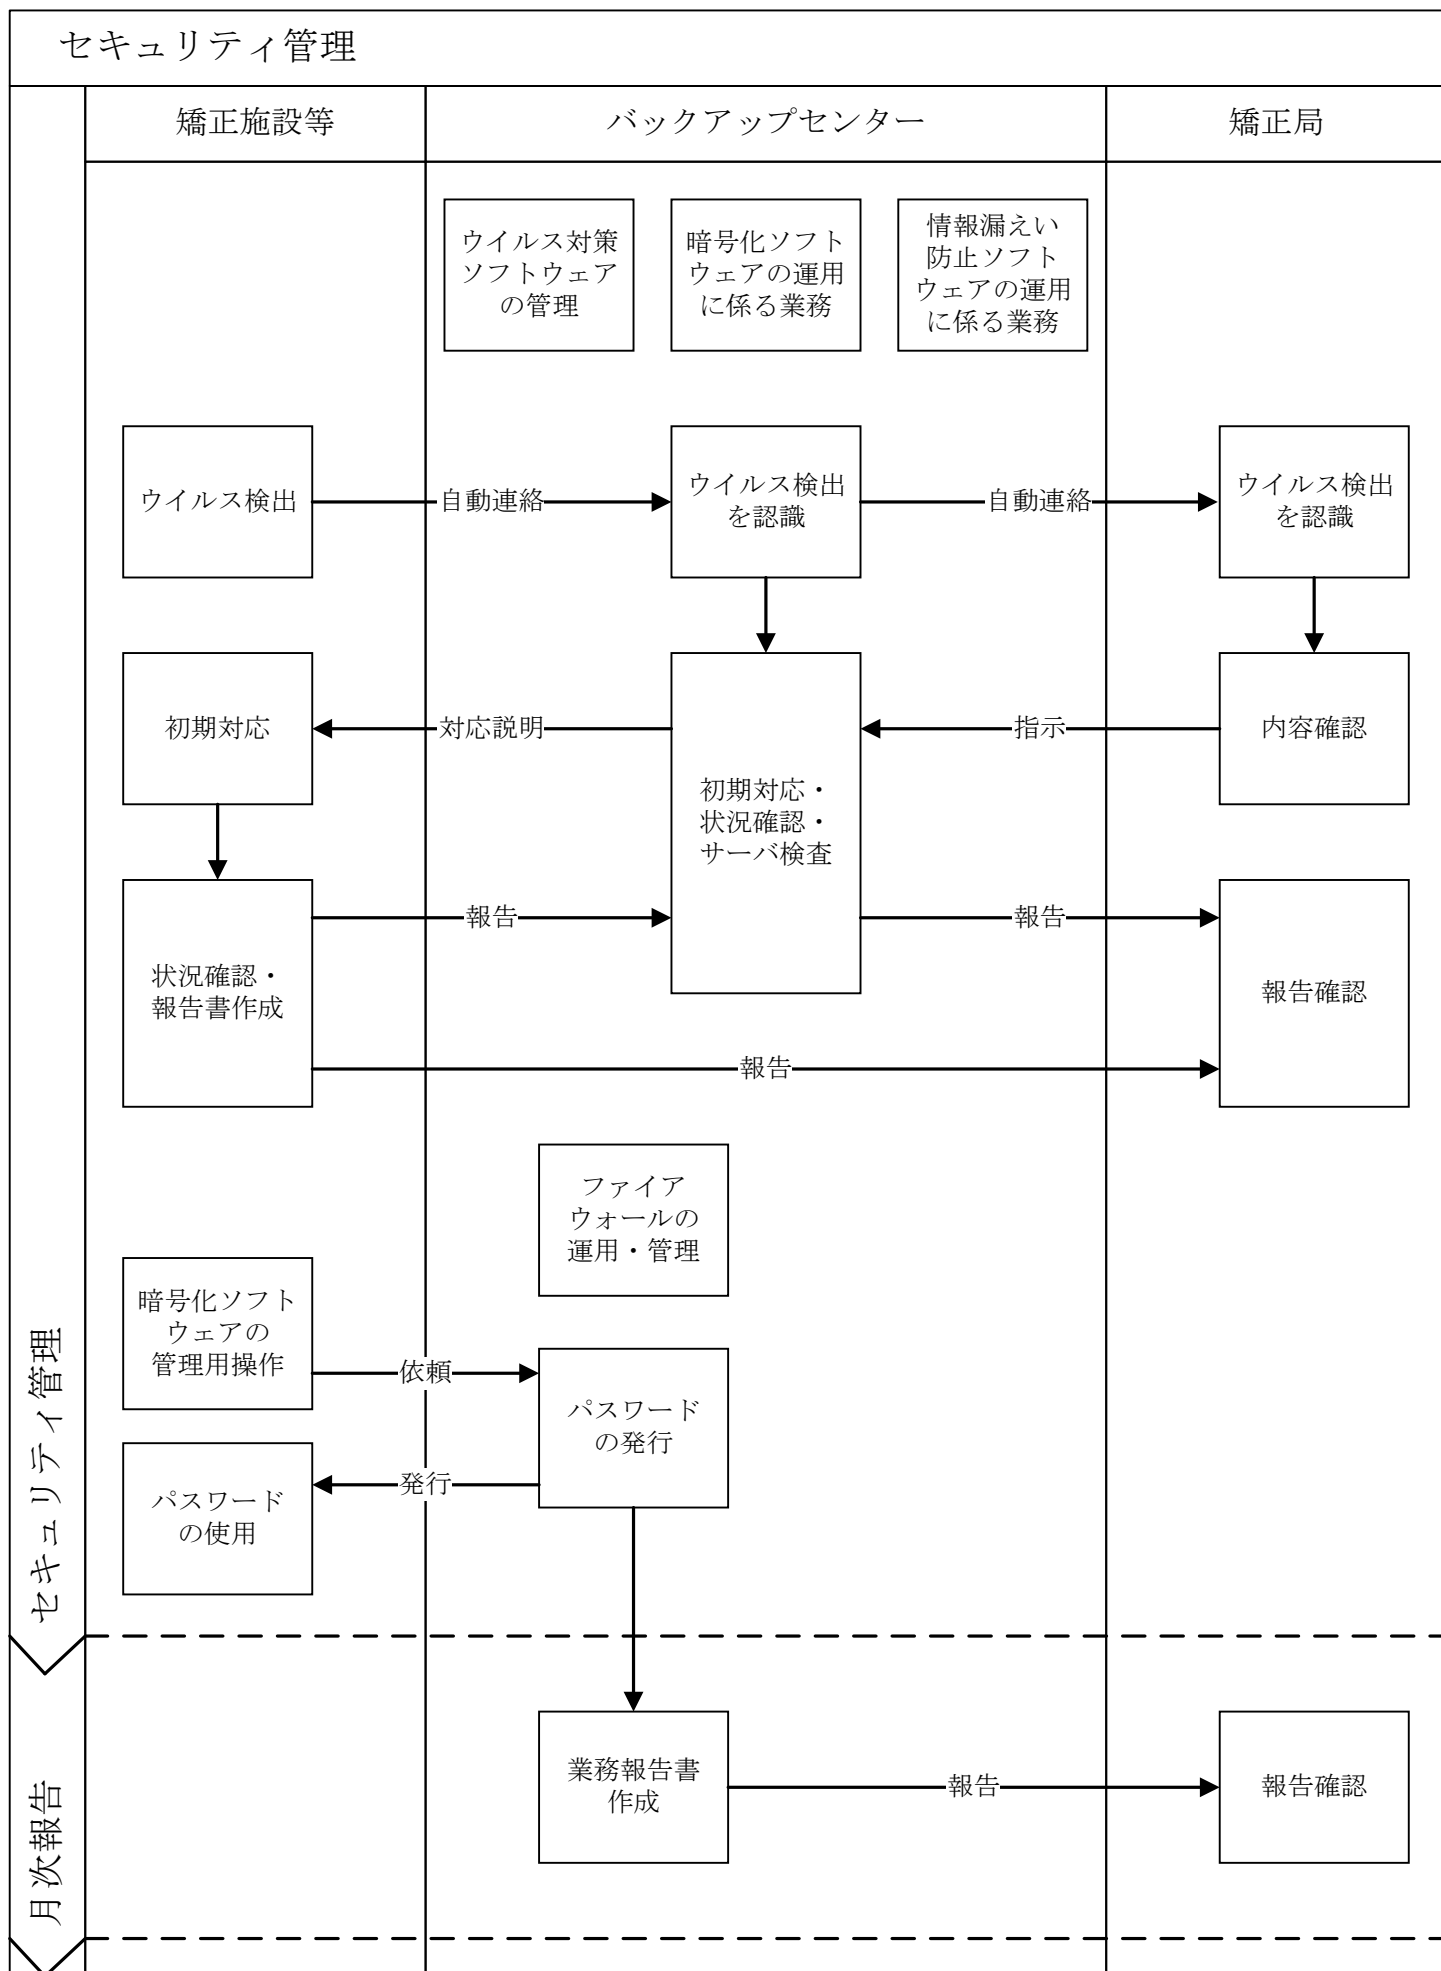 セキュリティ管理
矯正施設等
バックアップセンター
矯正局
ウイルス対策
ソフトウェア
の管理
暗号化ソフト
ウェアの運用
に係る業務
情報漏えい
防止ソフト
ウェアの運用
に係る業務
ウイルス検出
自動連絡
ウイルス検出
を認識
自動連絡
ウイルス検出
を認識
初期対応
対応説明
初期対応・
状況確認・
サーバ検査
指示
内容確認
状況確認・
報告書作成
報告
報告
報告確認
報告
ファイア
ウォールの
運用・管理
暗号化ソフト
ウェアの
管理用操作
依頼
パスワード
の発行
発行
パスワード
の使用
セキュリティ管理
業務報告書
作成
報告
報告確認
月次報告